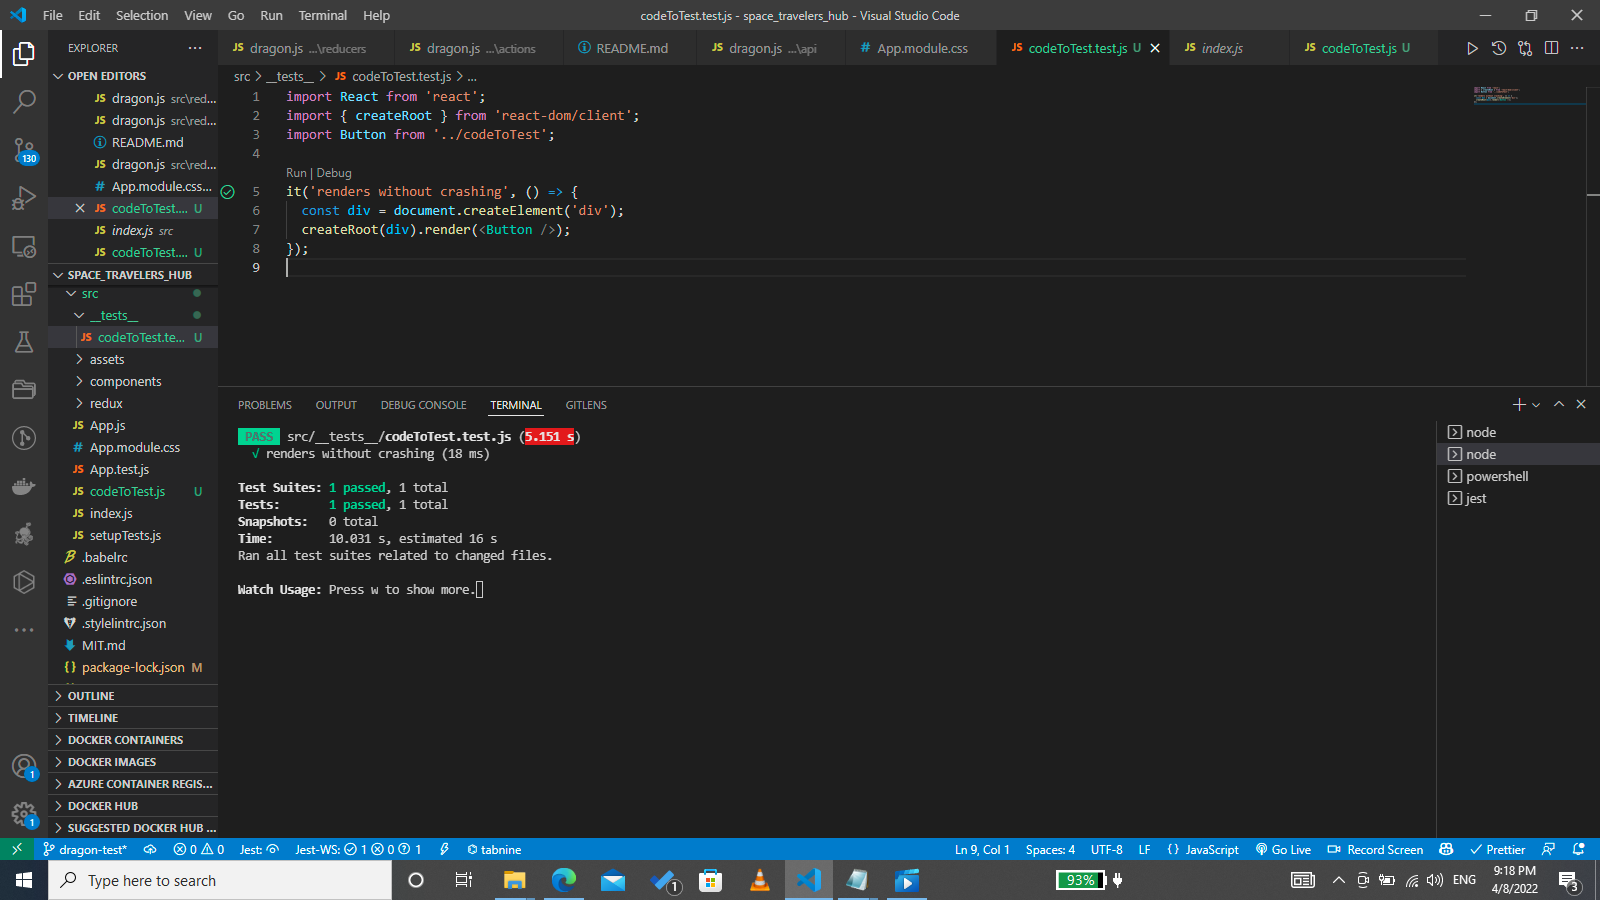 File Edit Selection View Go Run Terminal Help
codeToTest.test.js - space_travelers_hub - Visual Studio Code
EXPLORER
OPEN EDITORS
JS dragon.js src\red...
JS dragon.js src\red...
README.md
JS dragon.js src\red...
# App.module.css...
JS codeToTest.... U
JS index.js src
JS codeToTest.... U
SPACE_TRAVELERS_HUB
src
__tests__
JS codeToTest.te... U
assets
components
redux
JS App.js
# App.module.css
JS App.test.js
JS codeToTest.js U
JS index.js
JS setupTests.js
.babelrc
.eslintrc.json
.gitignore
.stylelintrc.json
MIT.md
{} package-lock.json M
OUTLINE
TIMELINE
DOCKER CONTAINERS
DOCKER IMAGES
AZURE CONTAINER REGIS...
DOCKER HUB
SUGGESTED DOCKER HUB ...
130
1
1
JS dragon.js ...\reducers
JS dragon.js ...\actions
README.md
JS dragon.js ...\api
# App.module.css
JS codeToTest.test.js U
JS index.js
JS codeToTest.js U
src > __tests__ > JS codeToTest.test.js > ...
1 import React from 'react';
2 import { createRoot } from 'react-dom/client';
3 import Button from '../codeToTest';
4
Run | Debug
5 it('renders without crashing', () => {
6 const div = document.createElement('div');
7 createRoot(div).render(<Button />);
8 });
9
PROBLEMS OUTPUT DEBUG CONSOLE TERMINAL GITLENS
PASS src/__tests__/codeToTest.test.js (5.151 s)
√ renders without crashing (18 ms)
Test Suites: 1 passed, 1 total
Tests: 1 passed, 1 total
Snapshots: 0 total
Time: 10.031 s, estimated 16 s
Ran all test suites related to changed files.
Watch Usage: Press w to show more.
node
node
powershell
jest
dragon-test* 0 0 Jest: Jest-WS: 1 0 1 tabnine
Ln 9, Col 1 Spaces: 4 UTF-8 LF {} JavaScript Go Live Record Screen Prettier
Type here to search
1
93%
ENG
9:18 PM
4/8/2022
3